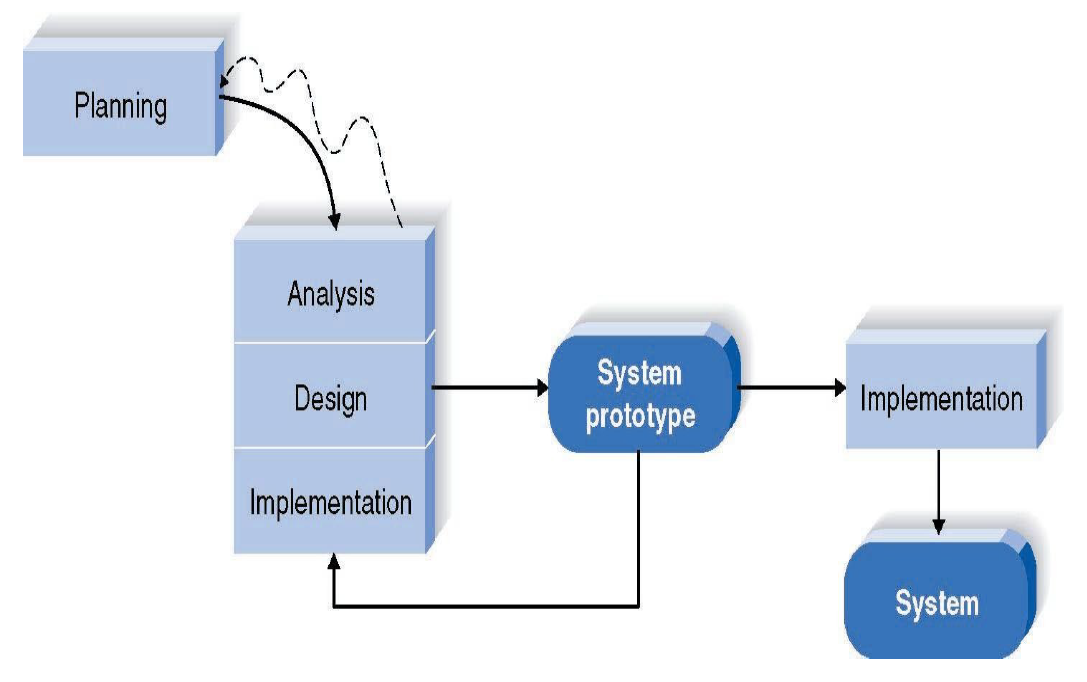 Planning
Analysis
Design
Implementation
System
prototype
Implementation
System